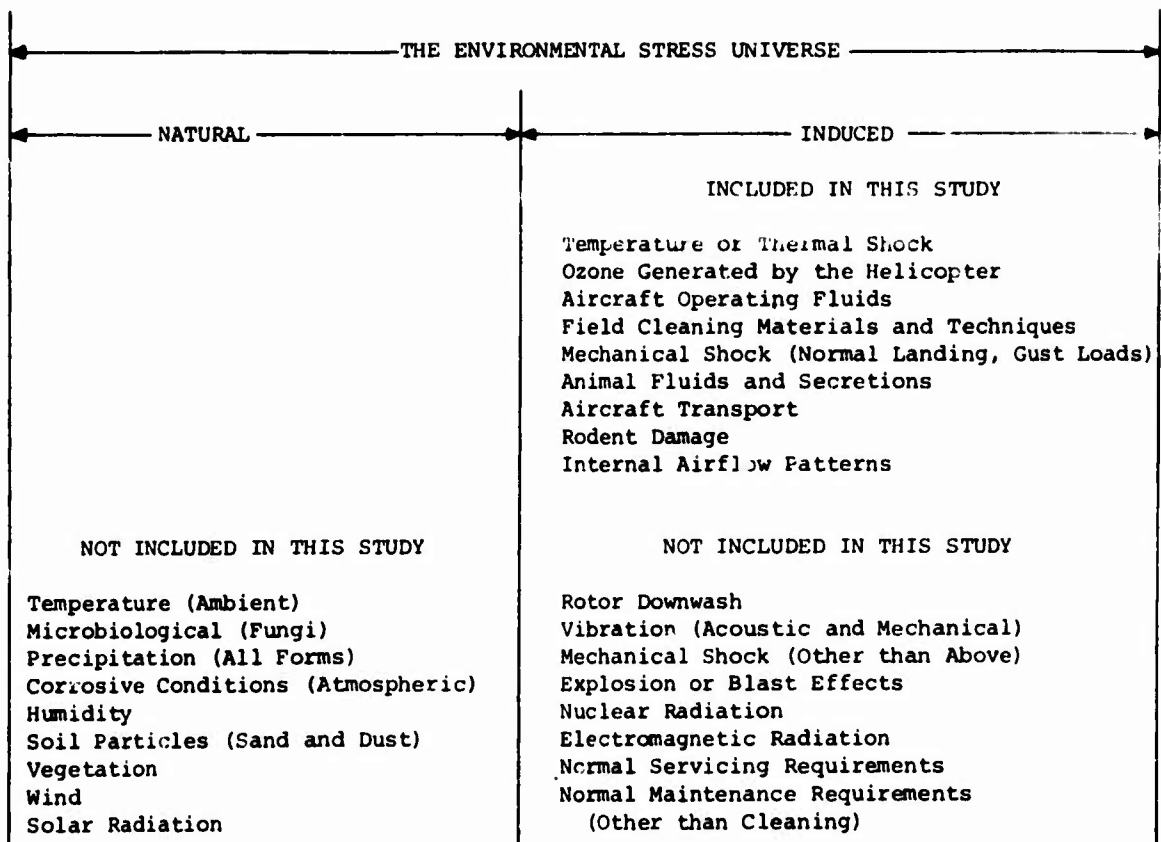 THE ENVIRONMENTAL STRESS UNIVERSE
NATURAL
INDUCED
INCLUDED IN THIS STUDY
Temperature or Thermal Shock
Ozone Generated by the Helicopter
Aircraft Operating Fluids
Field Cleaning Materials and Techniques
Mechanical Shock (Normal Landing, Gust Loads)
Animal Fluids and Secretions
Aircraft Transport
Rodent Damage
Internal Airflow Patterns
NOT INCLUDED IN THIS STUDY
Temperature (Ambient)
Microbiological (Fungi)
Precipitation (All Forms)
Corrosive Conditions (Atmospheric)
Humidity
Soil Particles (Sand and Dust)
Vegetation
Wind
Solar Radiation
NOT INCLUDED IN THIS STUDY
Rotor Downwash
Vibration (Acoustic and Mechanical)
Mechanical Shock (Other than Above)
Explosion or Blast Effects
Nuclear Radiation
Electromagnetic Radiation
Normal Servicing Requirements
Normal Maintenance Requirements
(Other than Cleaning)